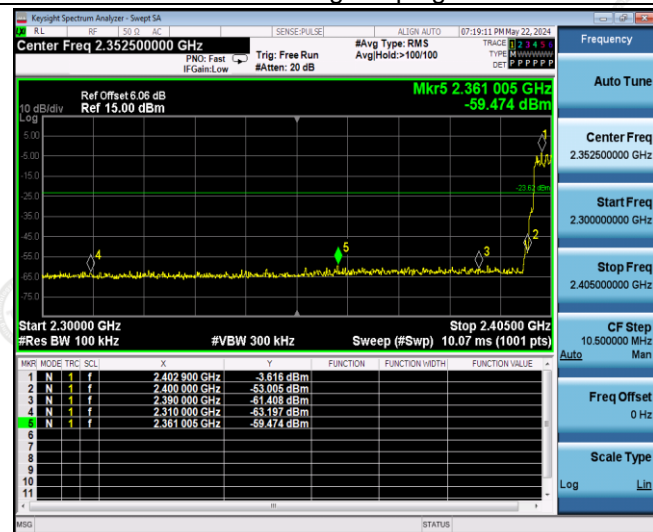 Keysight Spectrum Analyzer - Swept SA
RL RF 50 Ω AC SENSE:PULSE ALIGN AUTO 07:19:11 PM May 22, 2024
Center Freq 2.352500000 GHz
PNO: Fast
IFGain:Low
Trig: Free Run
#Atten: 20 dB
#Avg Type: RMS
Avg|Hold:>100/100
TRACE 1 2 3 4 5 6
TYPE M WWWWW
DET P P P P P P
Ref Offset 6.06 dB
10 dB/div Ref 15.00 dBm
Log
Mkr5 2.361 005 GHz
-59.474 dBm
5.00
-5.00
-15.0
-25.0
-35.0
-45.0
-55.0
-65.0
-75.0
1
-23.62 dBm
2
5
3
4
Start 2.30000 GHz Stop 2.40500 GHz
#Res BW 100 kHz #VBW 300 kHz Sweep (#Swp) 10.07 ms (1001 pts)
MKR MODE TRC SCL X Y FUNCTION FUNCTION WIDTH FUNCTION VALUE
1 N 1 f 2.402 900 GHz -3.616 dBm
2 N 1 f 2.400 000 GHz -53.005 dBm
3 N 1 f 2.390 000 GHz -61.408 dBm
4 N 1 f 2.310 000 GHz -63.197 dBm
5 N 1 f 2.361 005 GHz -59.474 dBm
6
7
8
9
10
11
MSG STATUS
Frequency
Auto Tune
Center Freq
2.352500000 GHz
Start Freq
2.300000000 GHz
Stop Freq
2.405000000 GHz
CF Step
10.500000 MHz
Auto Man
Freq Offset
0 Hz
Scale Type
Log Lin